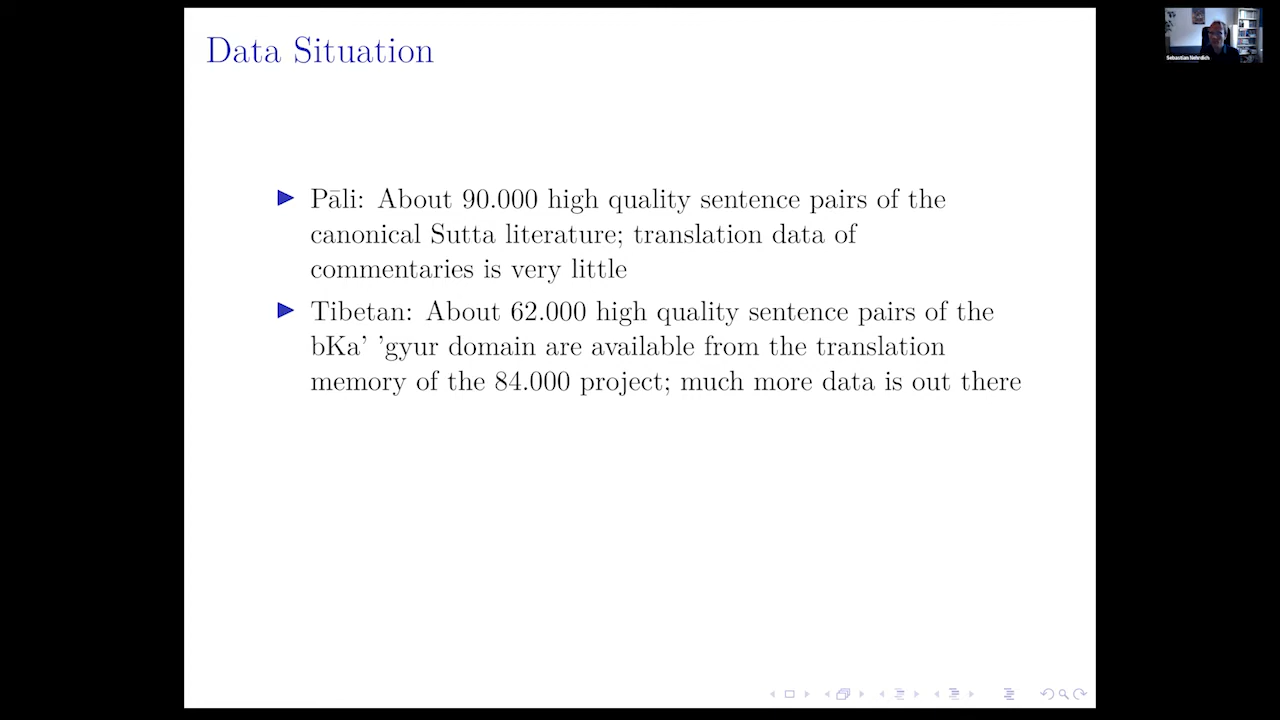 Data Situation
Pāli: About 90.000 high quality sentence pairs of the
canonical Sutta literature; translation data of
commentaries is very little
Tibetan: About 62.000 high quality sentence pairs of the
bKa’ ’gyur domain are available from the translation
memory of the 84.000 project; much more data is out there
Sebastian Nehrdich